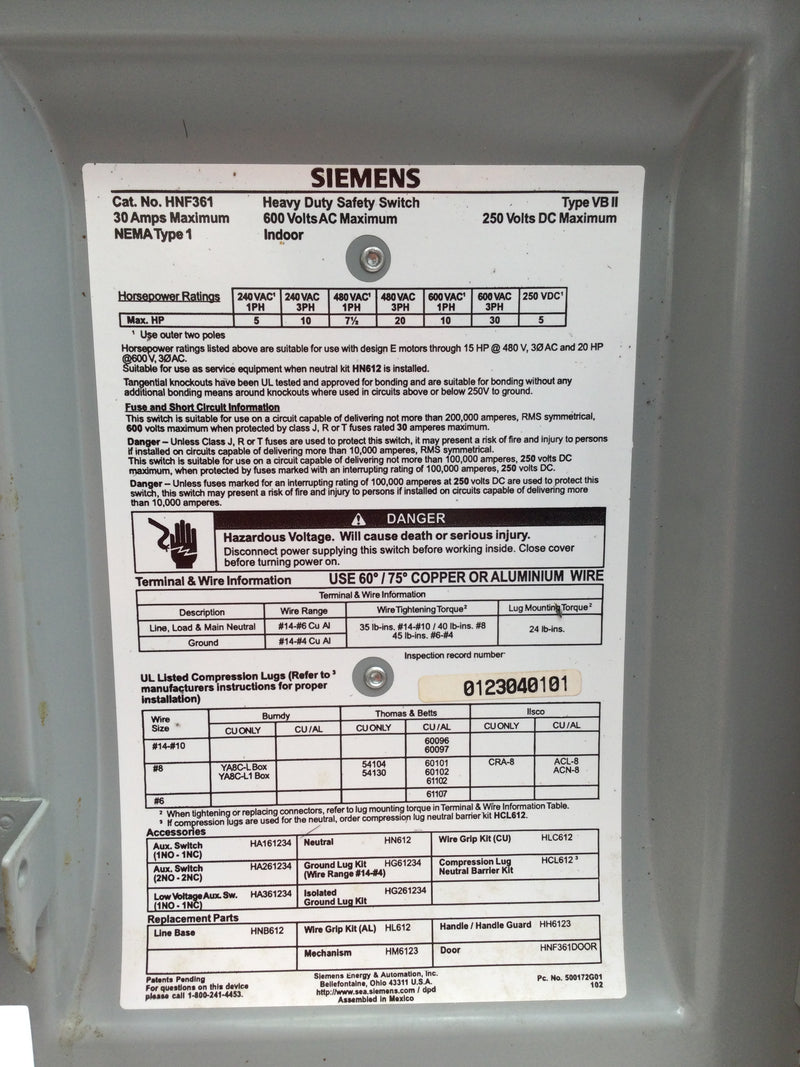 SIEMENS
Cat. No. HNF361 Heavy Duty Safety Switch Type VB II
30 Amps Maximum 600 Volts AC Maximum 250 Volts DC Maximum
NEMA Type 1 Indoor
Horsepower Ratings 240 VAC¹ 1PH 240 VAC 3PH 480 VAC¹ 1PH 480 VAC 3PH 600 VAC¹ 1PH 600 VAC 3PH 250 VDC¹
Max. HP 5 10 7½ 20 10 30 5
¹ Use outer two poles
Horsepower ratings listed above are suitable for use with design E motors through 15 HP @ 480 V, 3ØAC and 20 HP
@600 V, 3ØAC.
Suitable for use as service equipment when neutral kit HN612 is installed.
Tangential knockouts have been UL tested and approved for bonding and are suitable for bonding without any
additional bonding means around knockouts where used in circuits above or below 250V to ground.
Fuse and Short Circuit Information
This switch is suitable for use on a circuit capable of delivering not more than 200,000 amperes, RMS symmetrical,
600 volts maximum when protected by class J, R or T fuses rated 30 amperes maximum.
Danger – Unless Class J, R or T fuses are used to protect this switch, it may present a risk of fire and injury to persons
if installed on circuits capable of delivering more than 10,000 amperes, RMS symmetrical.
This switch is suitable for use on a circuit capable of delivering not more than 100,000 amperes, 250 volts DC
maximum, when protected by fuses marked with an interrupting rating of 100,000 amperes, 250 volts DC.
Danger – Unless fuses marked for an interrupting rating of 100,000 amperes at 250 volts DC are used to protect this
switch, this switch may present a risk of fire and injury to persons if installed on circuits capable of delivering more
than 10,000 amperes.
DANGER
Hazardous Voltage. Will cause death or serious injury.
Disconnect power supplying this switch before working inside. Close cover
before turning power on.
Terminal & Wire Information USE 60° / 75° COPPER OR ALUMINIUM WIRE
Terminal & Wire Information
Description Wire Range Wire Tightening Torque² Lug Mounting Torque²
Line, Load & Main Neutral #14-#6 Cu Al 35 lb-ins. #14-#10 / 40 lb-ins. #8 24 lb-ins.
Ground #14-#4 Cu Al 45 lb-ins. #6-#4
Inspection record number
0123040101
UL Listed Compression Lugs (Refer to ³
manufacturers instructions for proper
installation)
Wire Size Burndy Thomas & Betts Ilsco
CU ONLY CU/AL CU ONLY CU/AL CU ONLY CU/AL
#14-#10 60096
60097
#8 YA8C-L Box 54104 60101 CRA-8 ACL-8
YA8C-L1 Box 54130 60102 ACN-8
61102
#6 61107
² When tightening or replacing connectors, refer to lug mounting torque in Terminal & Wire Information Table.
³ If compression lugs are used for the neutral, order compression lug neutral barrier kit HCL612.
Accessories
Aux. Switch HA161234 Neutral HN612 Wire Grip Kit (CU) HLC612
(1NO - 1NC)
Aux. Switch HA261234 Ground Lug Kit HG61234 Compression Lug HCL612 ³
(2NO - 2NC) (Wire Range #14-#4) Neutral Barrier Kit
Low Voltage Aux. Sw. HA361234 Isolated HG261234
(1NO - 1NC) Ground Lug Kit
Replacement Parts
Line Base HNB612 Wire Grip Kit (AL) HL612 Handle / Handle Guard HH6123
Mechanism HM6123 Door HNF361DOOR
Patents Pending
For questions on this device
please call 1-800-241-4453.
Siemens Energy & Automation, Inc.
Bellefontaine, Ohio 43311 U.S.A.
http://www.sea.siemens.com / dpd
Assembled in Mexico
Pc. No. 500172G01
102